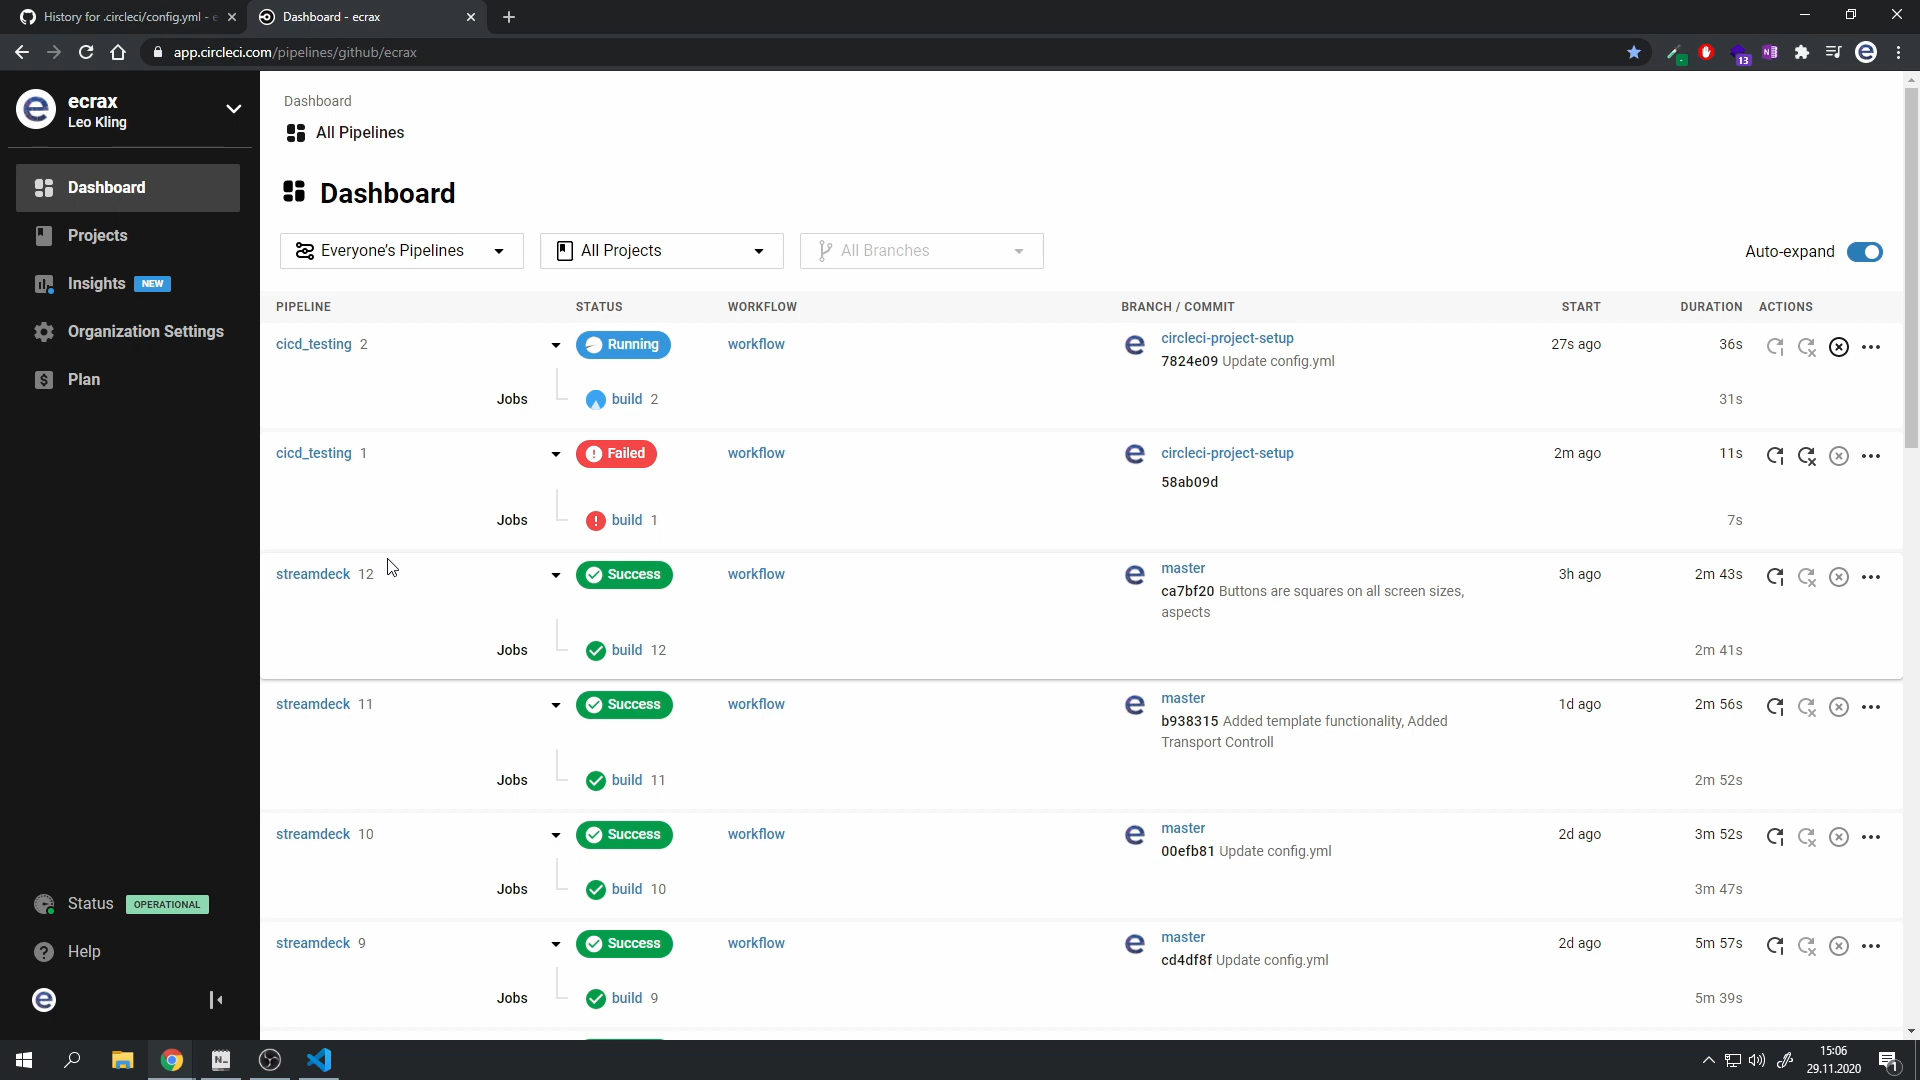 History for .circleci/config.yml - e
Dashboard - ecrax
app.circleci.com/pipelines/github/ecrax
13
ecrax
Leo Kling
Dashboard
Projects
Insights NEW
Organization Settings
Plan
Status OPERATIONAL
Help
Dashboard
All Pipelines
Dashboard
Everyone's Pipelines
All Projects
All Branches
Auto-expand
PIPELINE STATUS WORKFLOW BRANCH / COMMIT START DURATION ACTIONS
cicd_testing 2 Running workflow circleci-project-setup 27s ago 36s
7824e09 Update config.yml
Jobs build 2 31s
cicd_testing 1 Failed workflow circleci-project-setup 2m ago 11s
58ab09d
Jobs build 1 7s
streamdeck 12 Success workflow master 3h ago 2m 43s
ca7bf20 Buttons are squares on all screen sizes,
aspects
Jobs build 12 2m 41s
streamdeck 11 Success workflow master 1d ago 2m 56s
b938315 Added template functionality, Added
Transport Controll
Jobs build 11 2m 52s
streamdeck 10 Success workflow master 2d ago 3m 52s
00efb81 Update config.yml
Jobs build 10 3m 47s
streamdeck 9 Success workflow master 2d ago 5m 57s
cd4df8f Update config.yml
Jobs build 9 5m 39s
15:06
29.11.2020
1